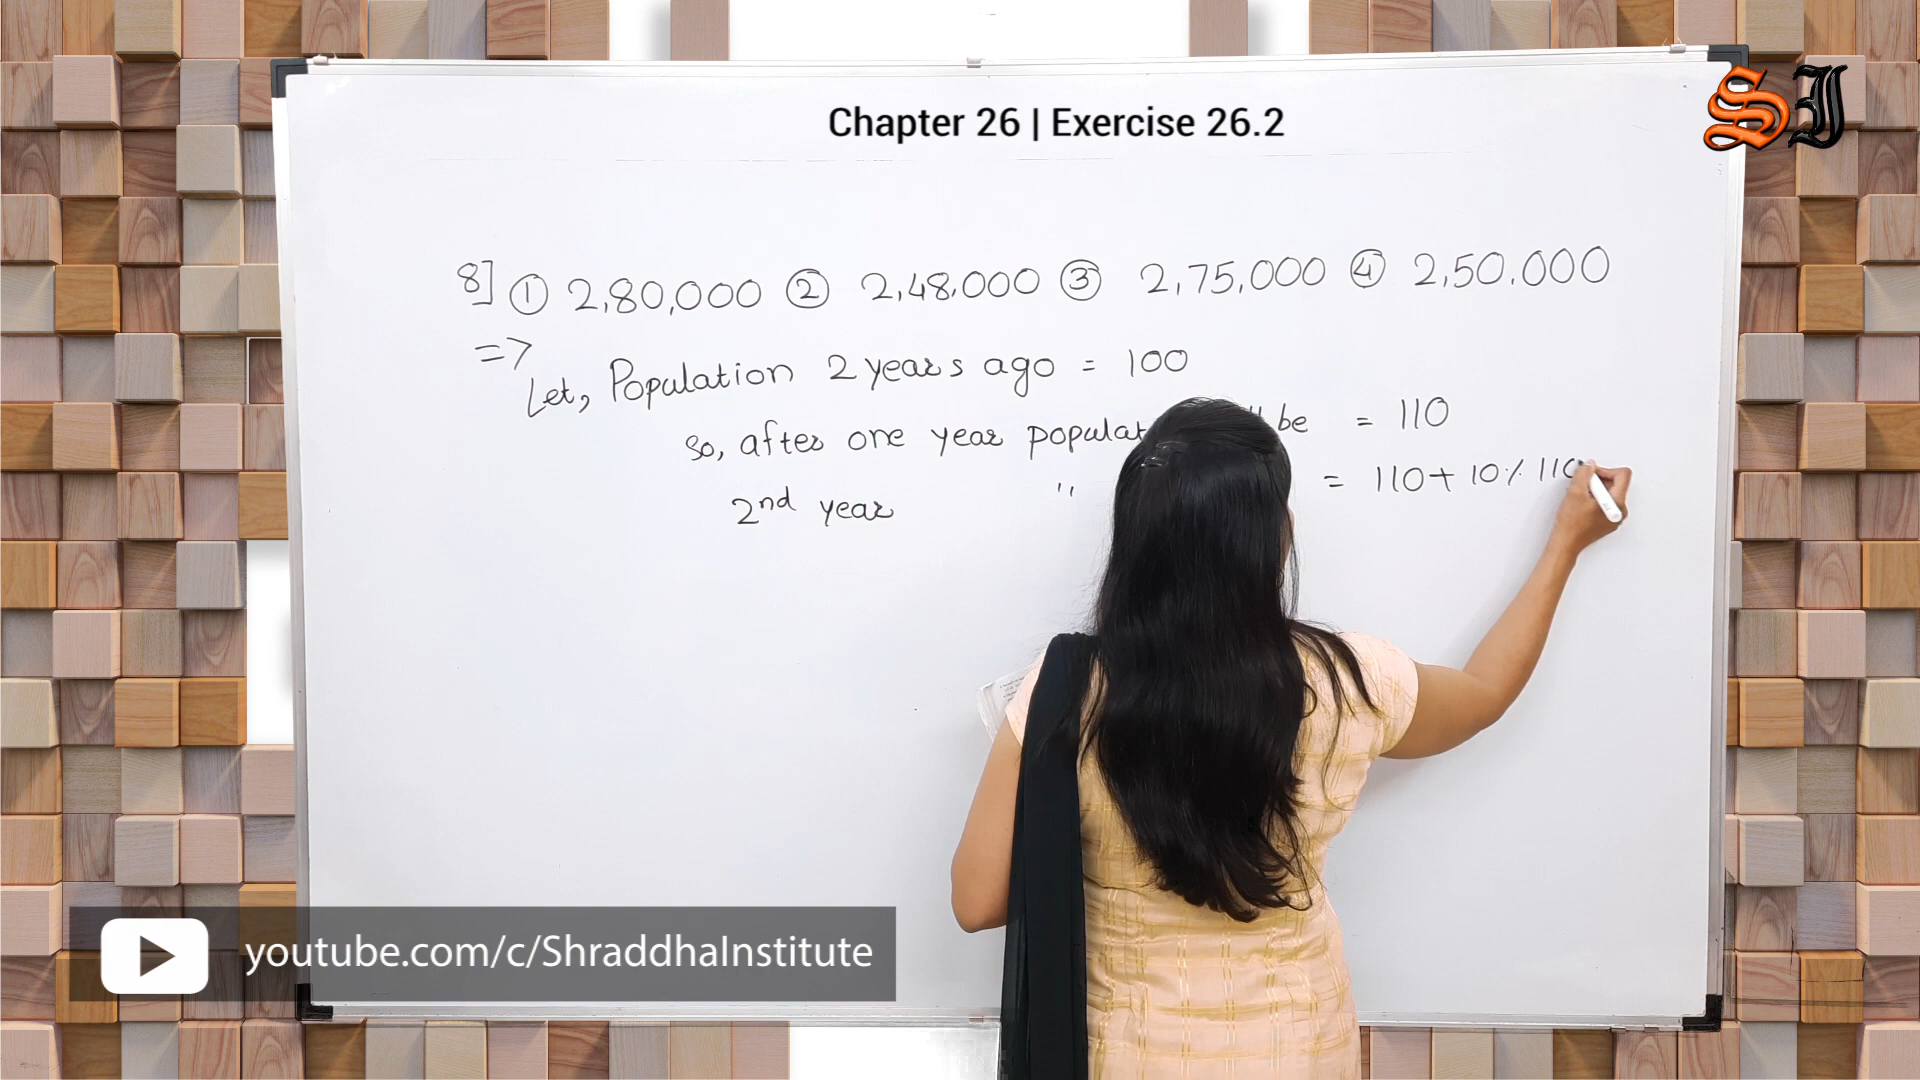 Chapter 26 | Exercise 26.2
SI
8] ① 2,80,000 ② 2,48,000 ③ 2,75,000 ④ 2,50,000
=> Let, Population 2 years ago = 100
so, after one year be = 110
2nd year " = 110 + 10% 110
youtube.com/c/ShraddhaInstitute